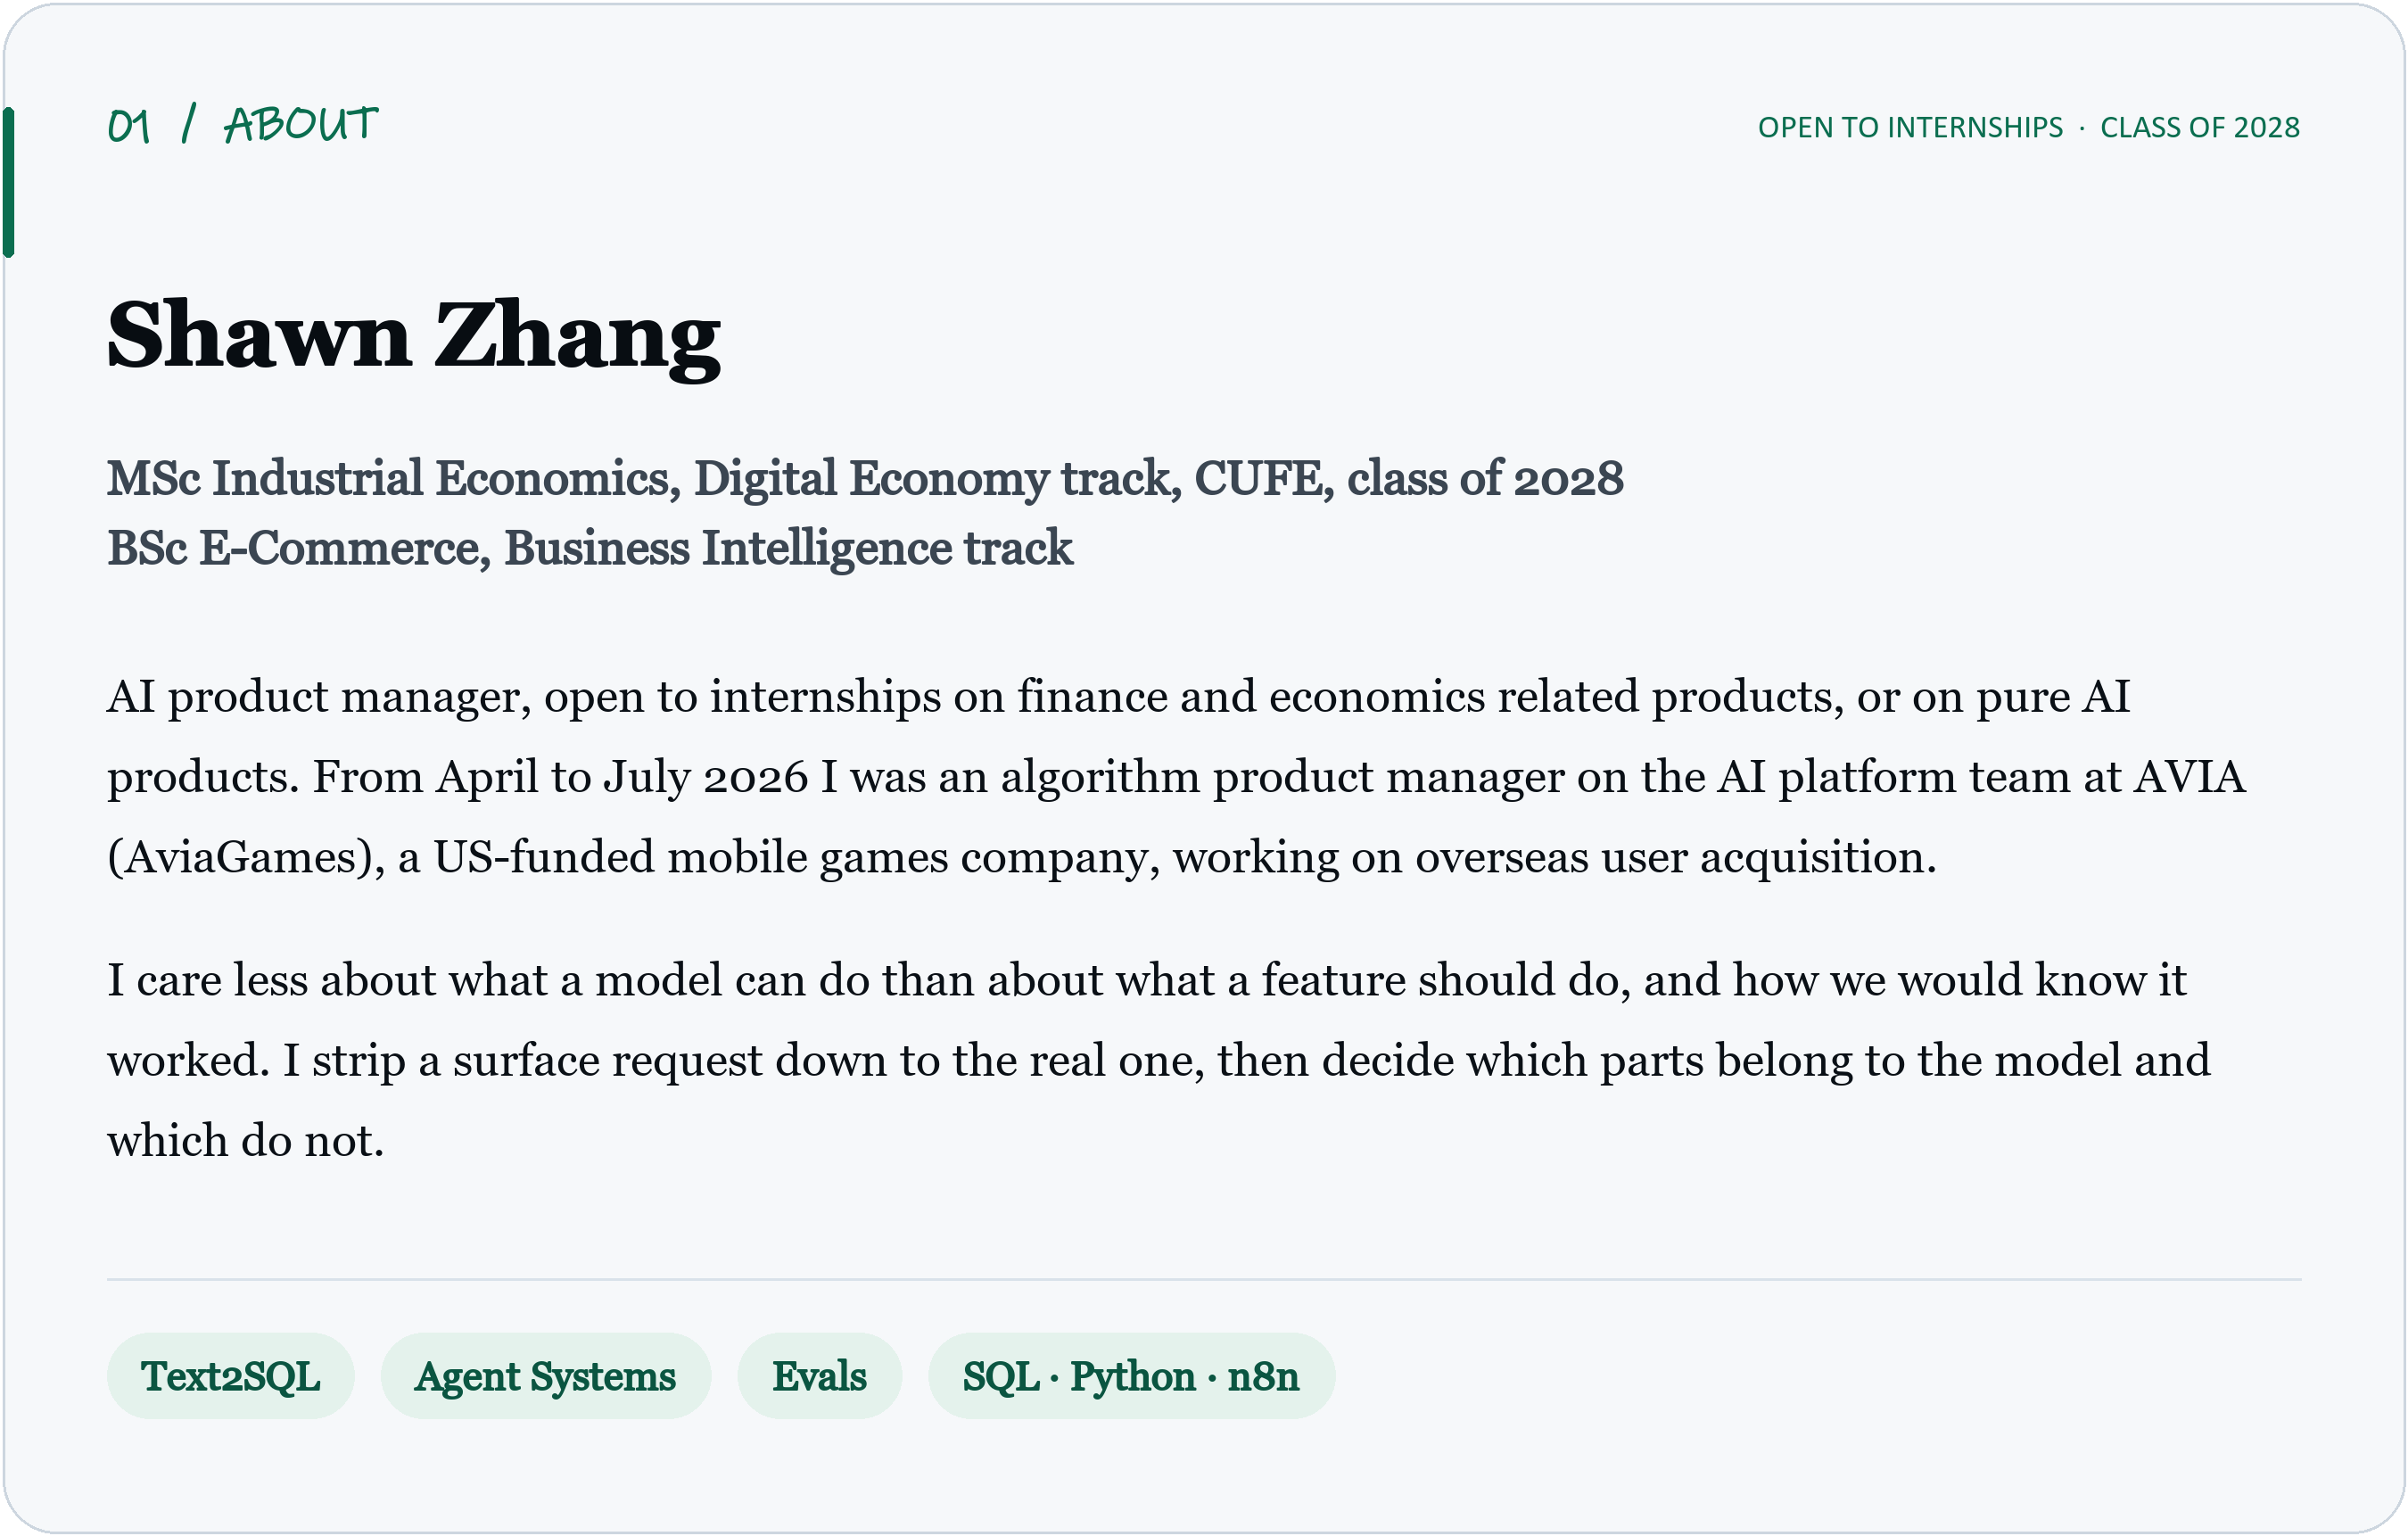 01 / ABOUT
OPEN TO INTERNSHIPS · CLASS OF 2028
Shawn Zhang
MSc Industrial Economics, Digital Economy track, CUFE, class of 2028
BSc E-Commerce, Business Intelligence track
AI product manager, open to internships on finance and economics related products, or on pure AI
products. From April to July 2026 I was an algorithm product manager on the AI platform team at AVIA
(AviaGames), a US-funded mobile games company, working on overseas user acquisition.
I care less about what a model can do than about what a feature should do, and how we would know it
worked. I strip a surface request down to the real one, then decide which parts belong to the model and
which do not.
Text2SQL
Agent Systems
Evals
SQL · Python · n8n